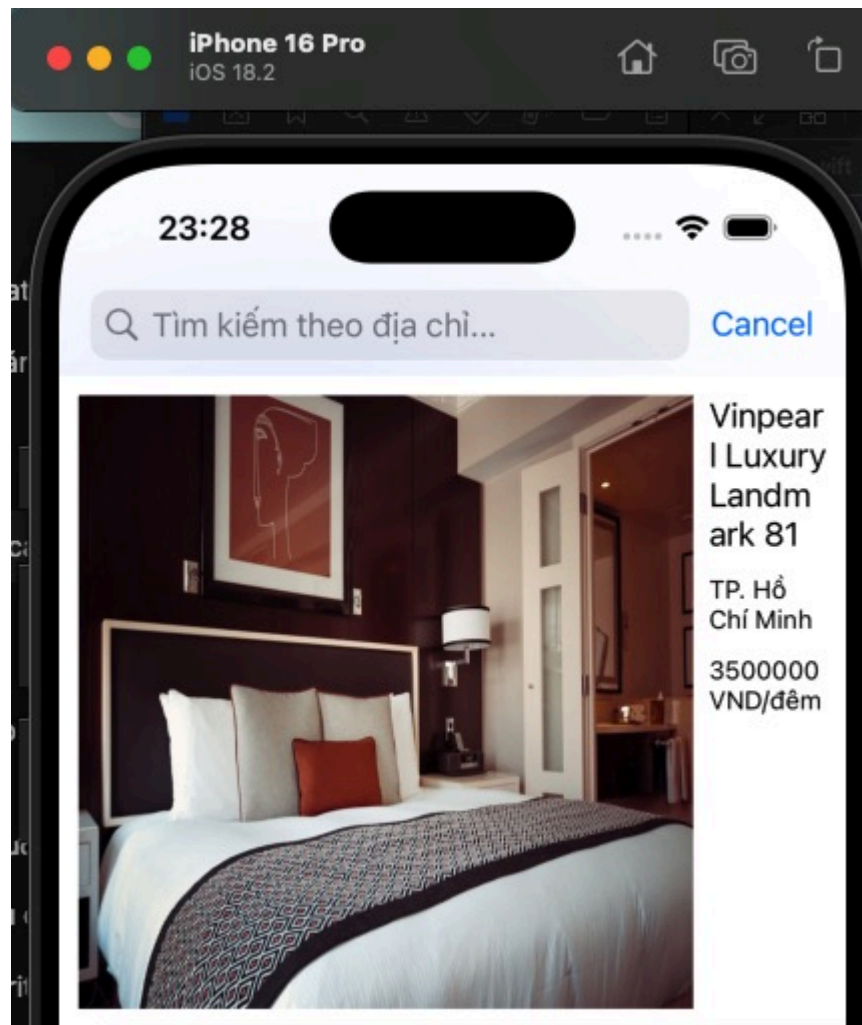 iPhone 16 Pro
iOS 18.2
23:28
Tìm kiếm theo địa chỉ...
Cancel
Vinpear
l Luxury
Landm
ark 81
TP. Hồ
Chí Minh
3500000
VND/đêm